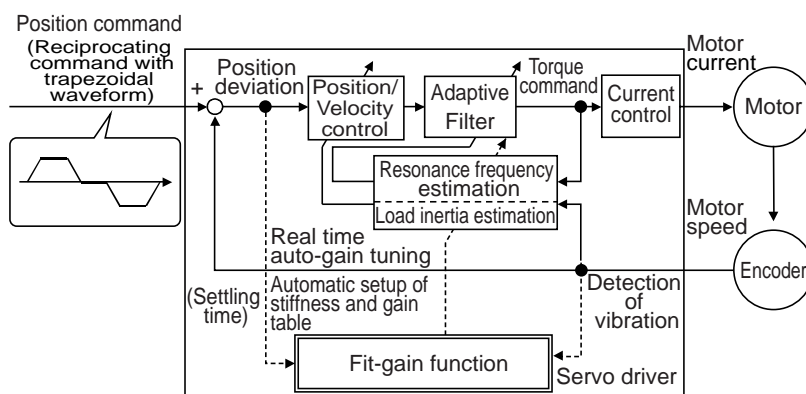 Position command
(Reciprocating
command with
trapezoidal
waveform)
+
Position
deviation
Position/
Velocity
control
Adaptive
Filter
Torque
command
Current
control
Motor
current
Motor
Resonance frequency
estimation
Load inertia estimation
Motor
speed
Encoder
Real time
auto-gain tuning
(Settling
time)
Automatic setup of
stiffness and gain
table
Detection
of
vibration
Fit-gain function
Servo driver